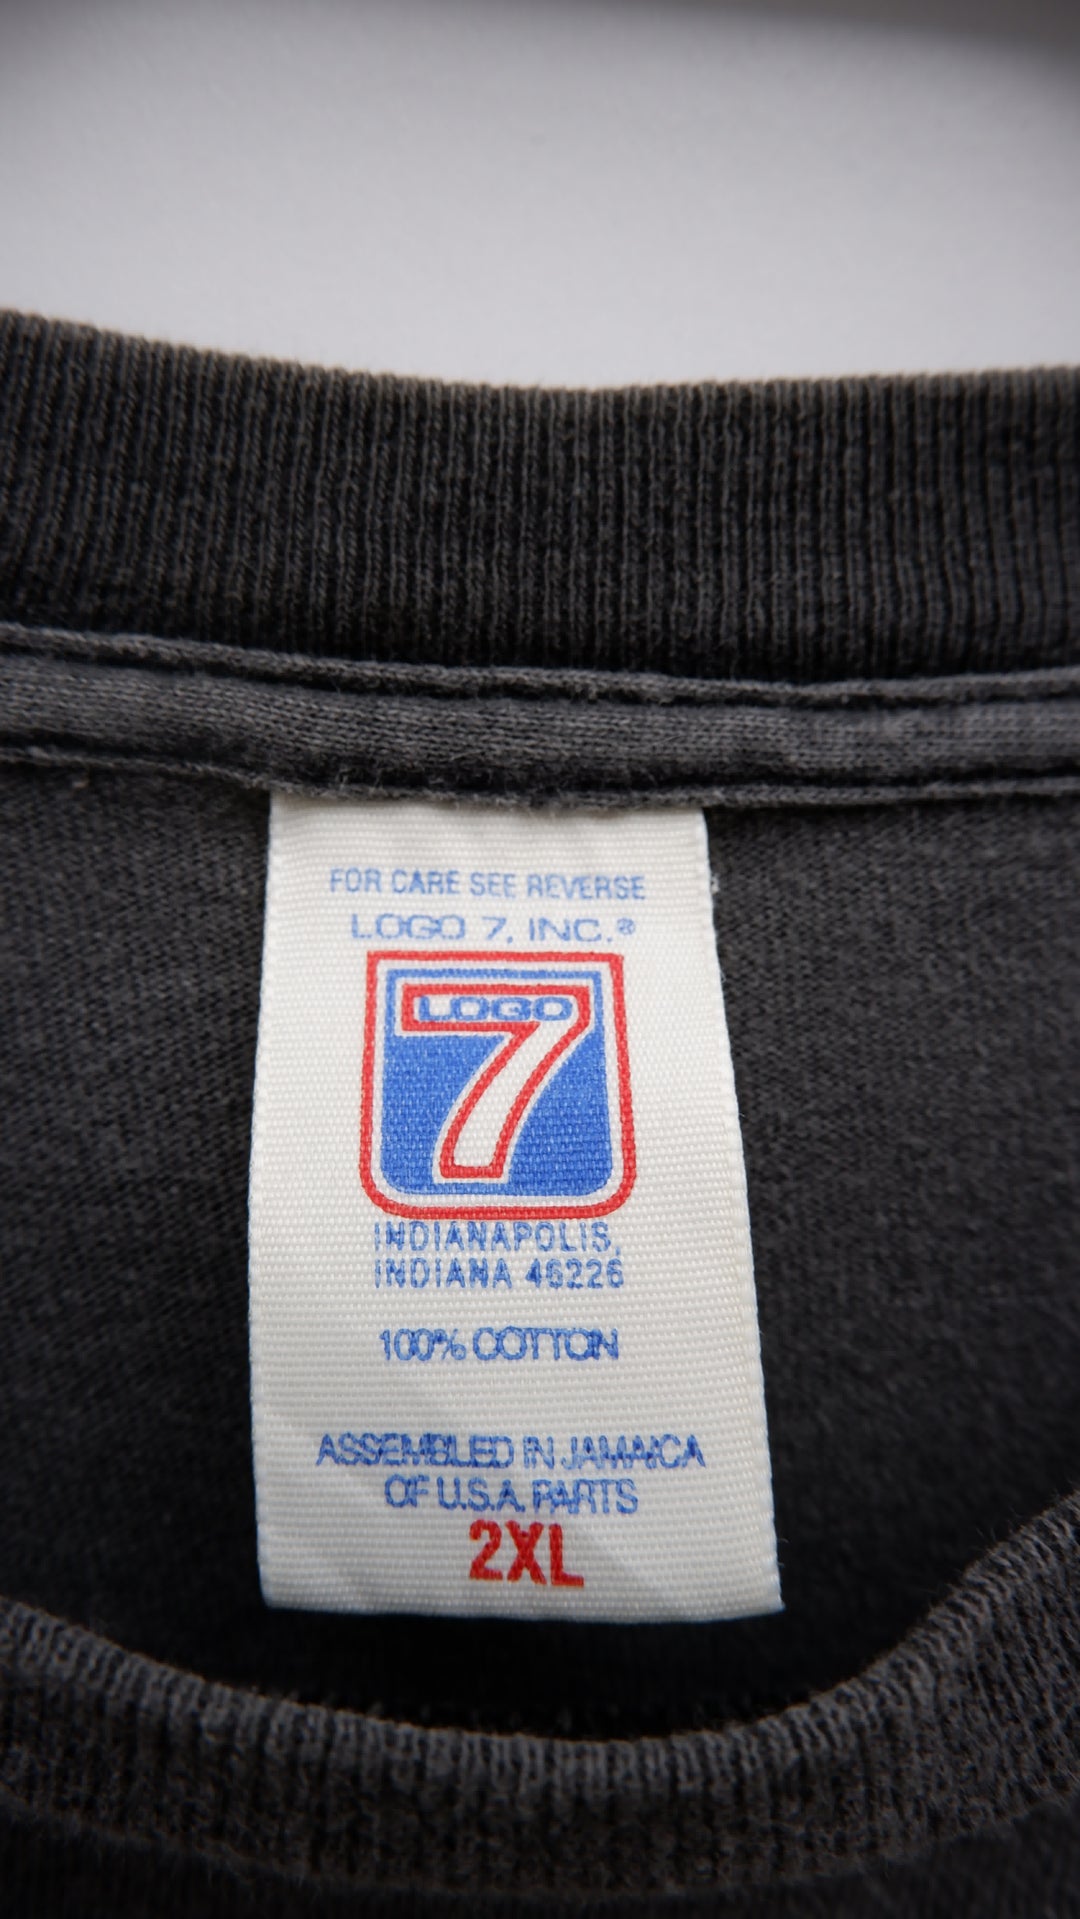 FOR CARE SEE REVERSE
LOGO 7, INC.®
LOGO
7
INDIANAPOLIS,
INDIANA 46226
100% COTTON
ASSEMBLED IN JAMAICA
OF U.S.A. PARTS
2XL